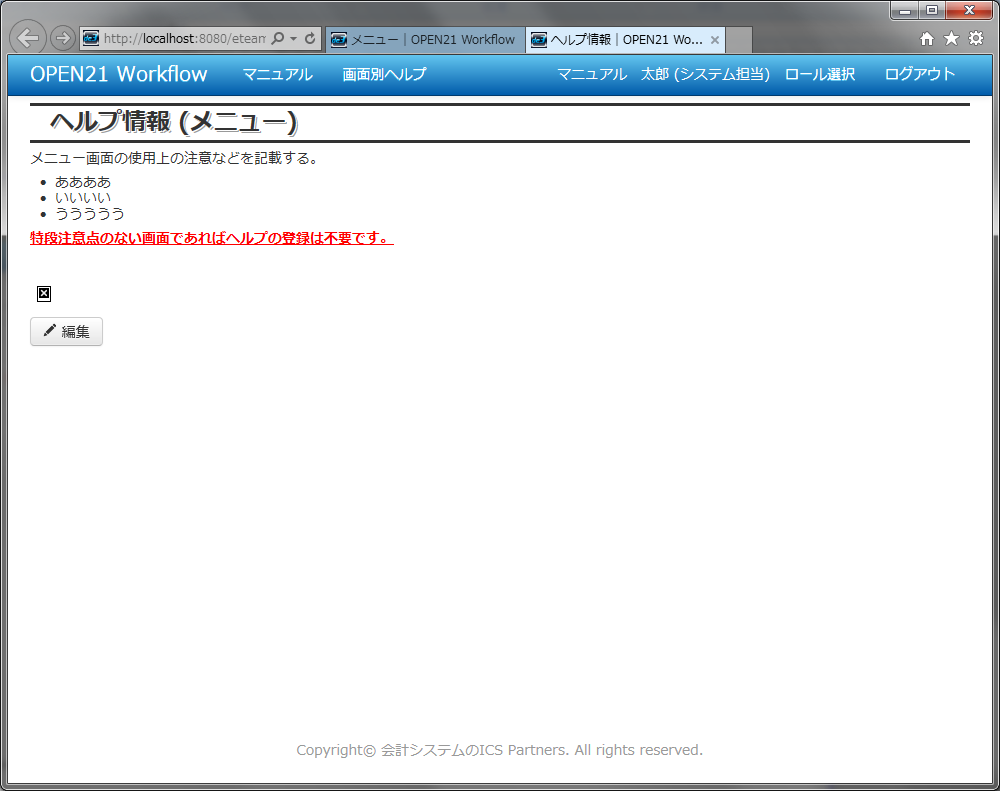 http://localhost:8080/eteam
メニュー | OPEN21 Workflow
ヘルプ情報 | OPEN21 Wo...
OPEN21 Workflow マニュアル 画面別ヘルプ マニュアル 太郎 (システム担当) ロール選択 ログアウト
ヘルプ情報 (メニュー)
メニュー画面の使用上の注意などを記載する。
• ああああ
• いいいい
• ううううう
特段注意点のない画面であればヘルプの登録は不要です。
編集
Copyright© 会計システムのICS Partners. All rights reserved.